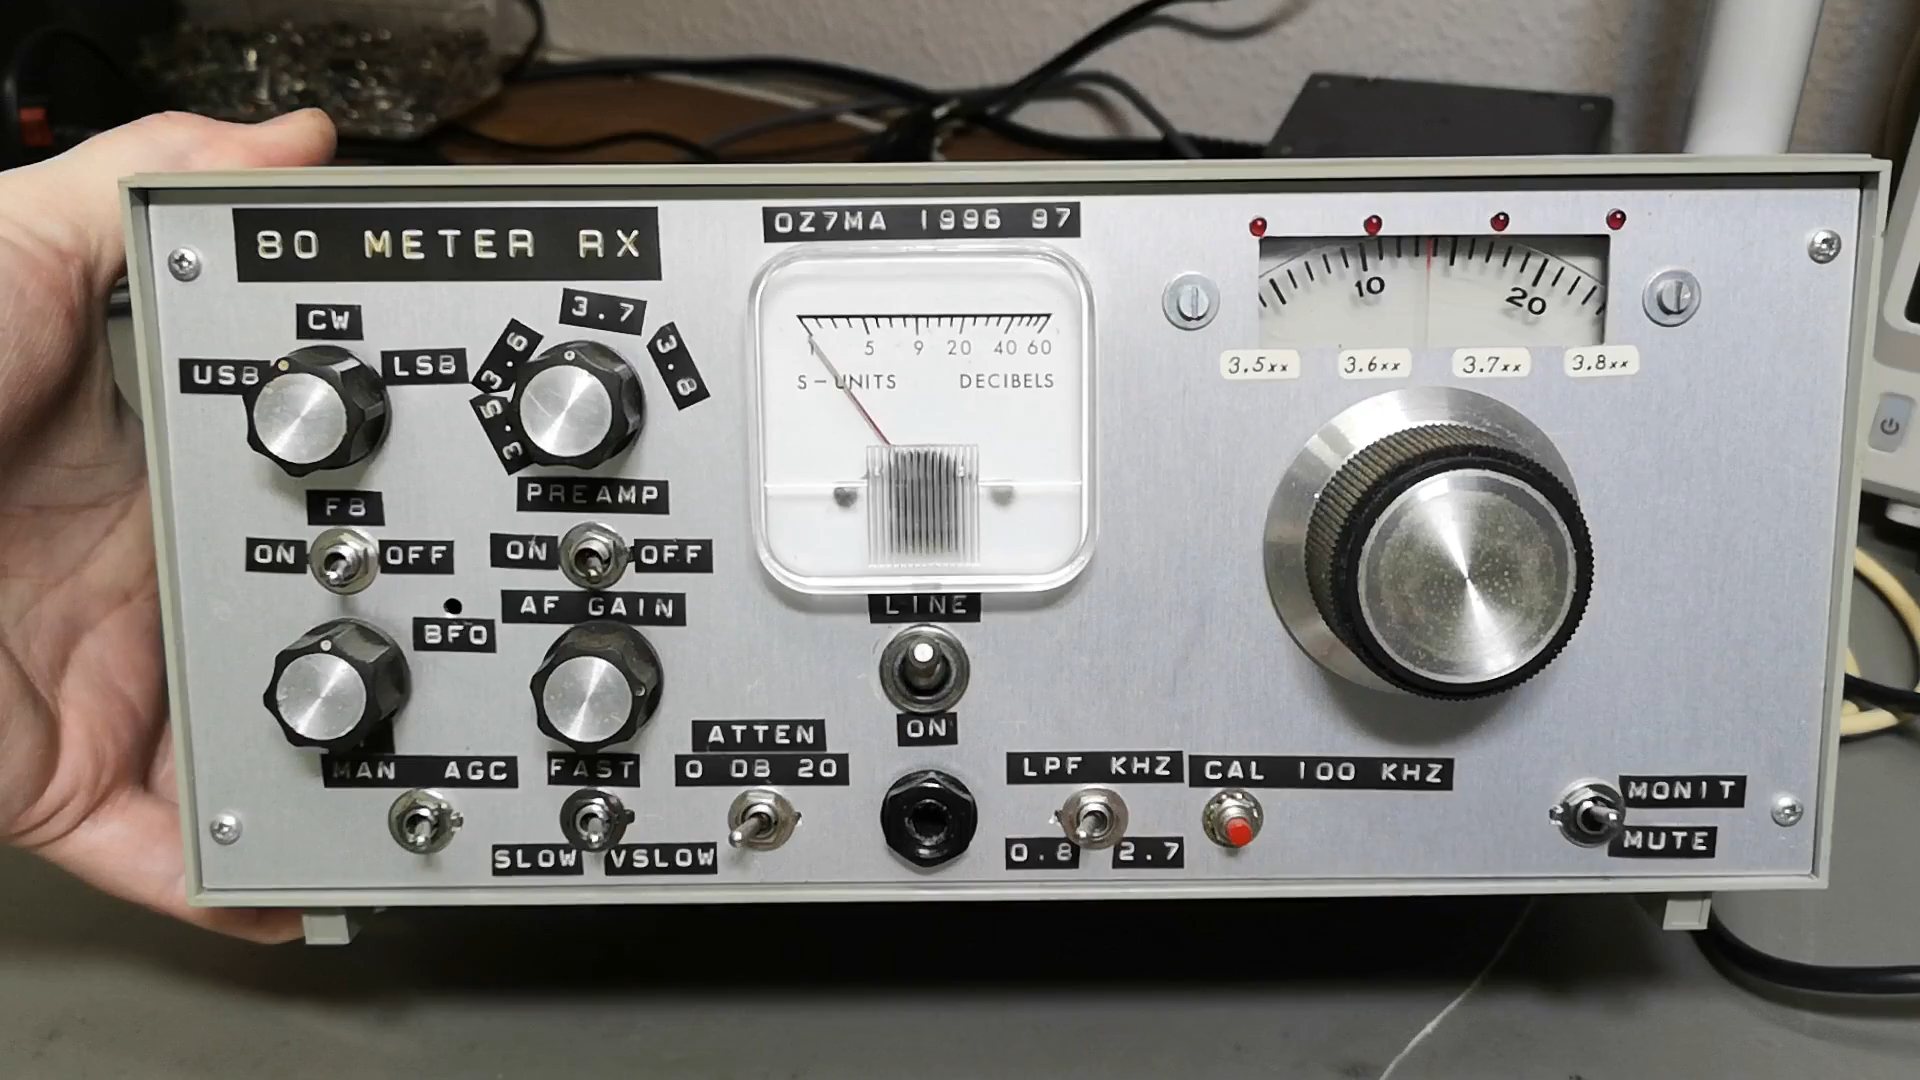 80 METER RX
OZ7MA 1996 97
CW
USB
LSB
3.5
3.6
3.7
3.8
1 5 9 20 40 60
S-UNITS DECIBELS
10 20
3.5xx 3.6xx 3.7xx 3.8xx
FB
ON OFF
PREAMP
ON OFF
BFO
AF GAIN
LINE
ON
MAN AGC
FAST
SLOW VSLOW
ATTEN
0 DB 20
LPF KHZ
0.8 2.7
CAL 100 KHZ
MONIT
MUTE